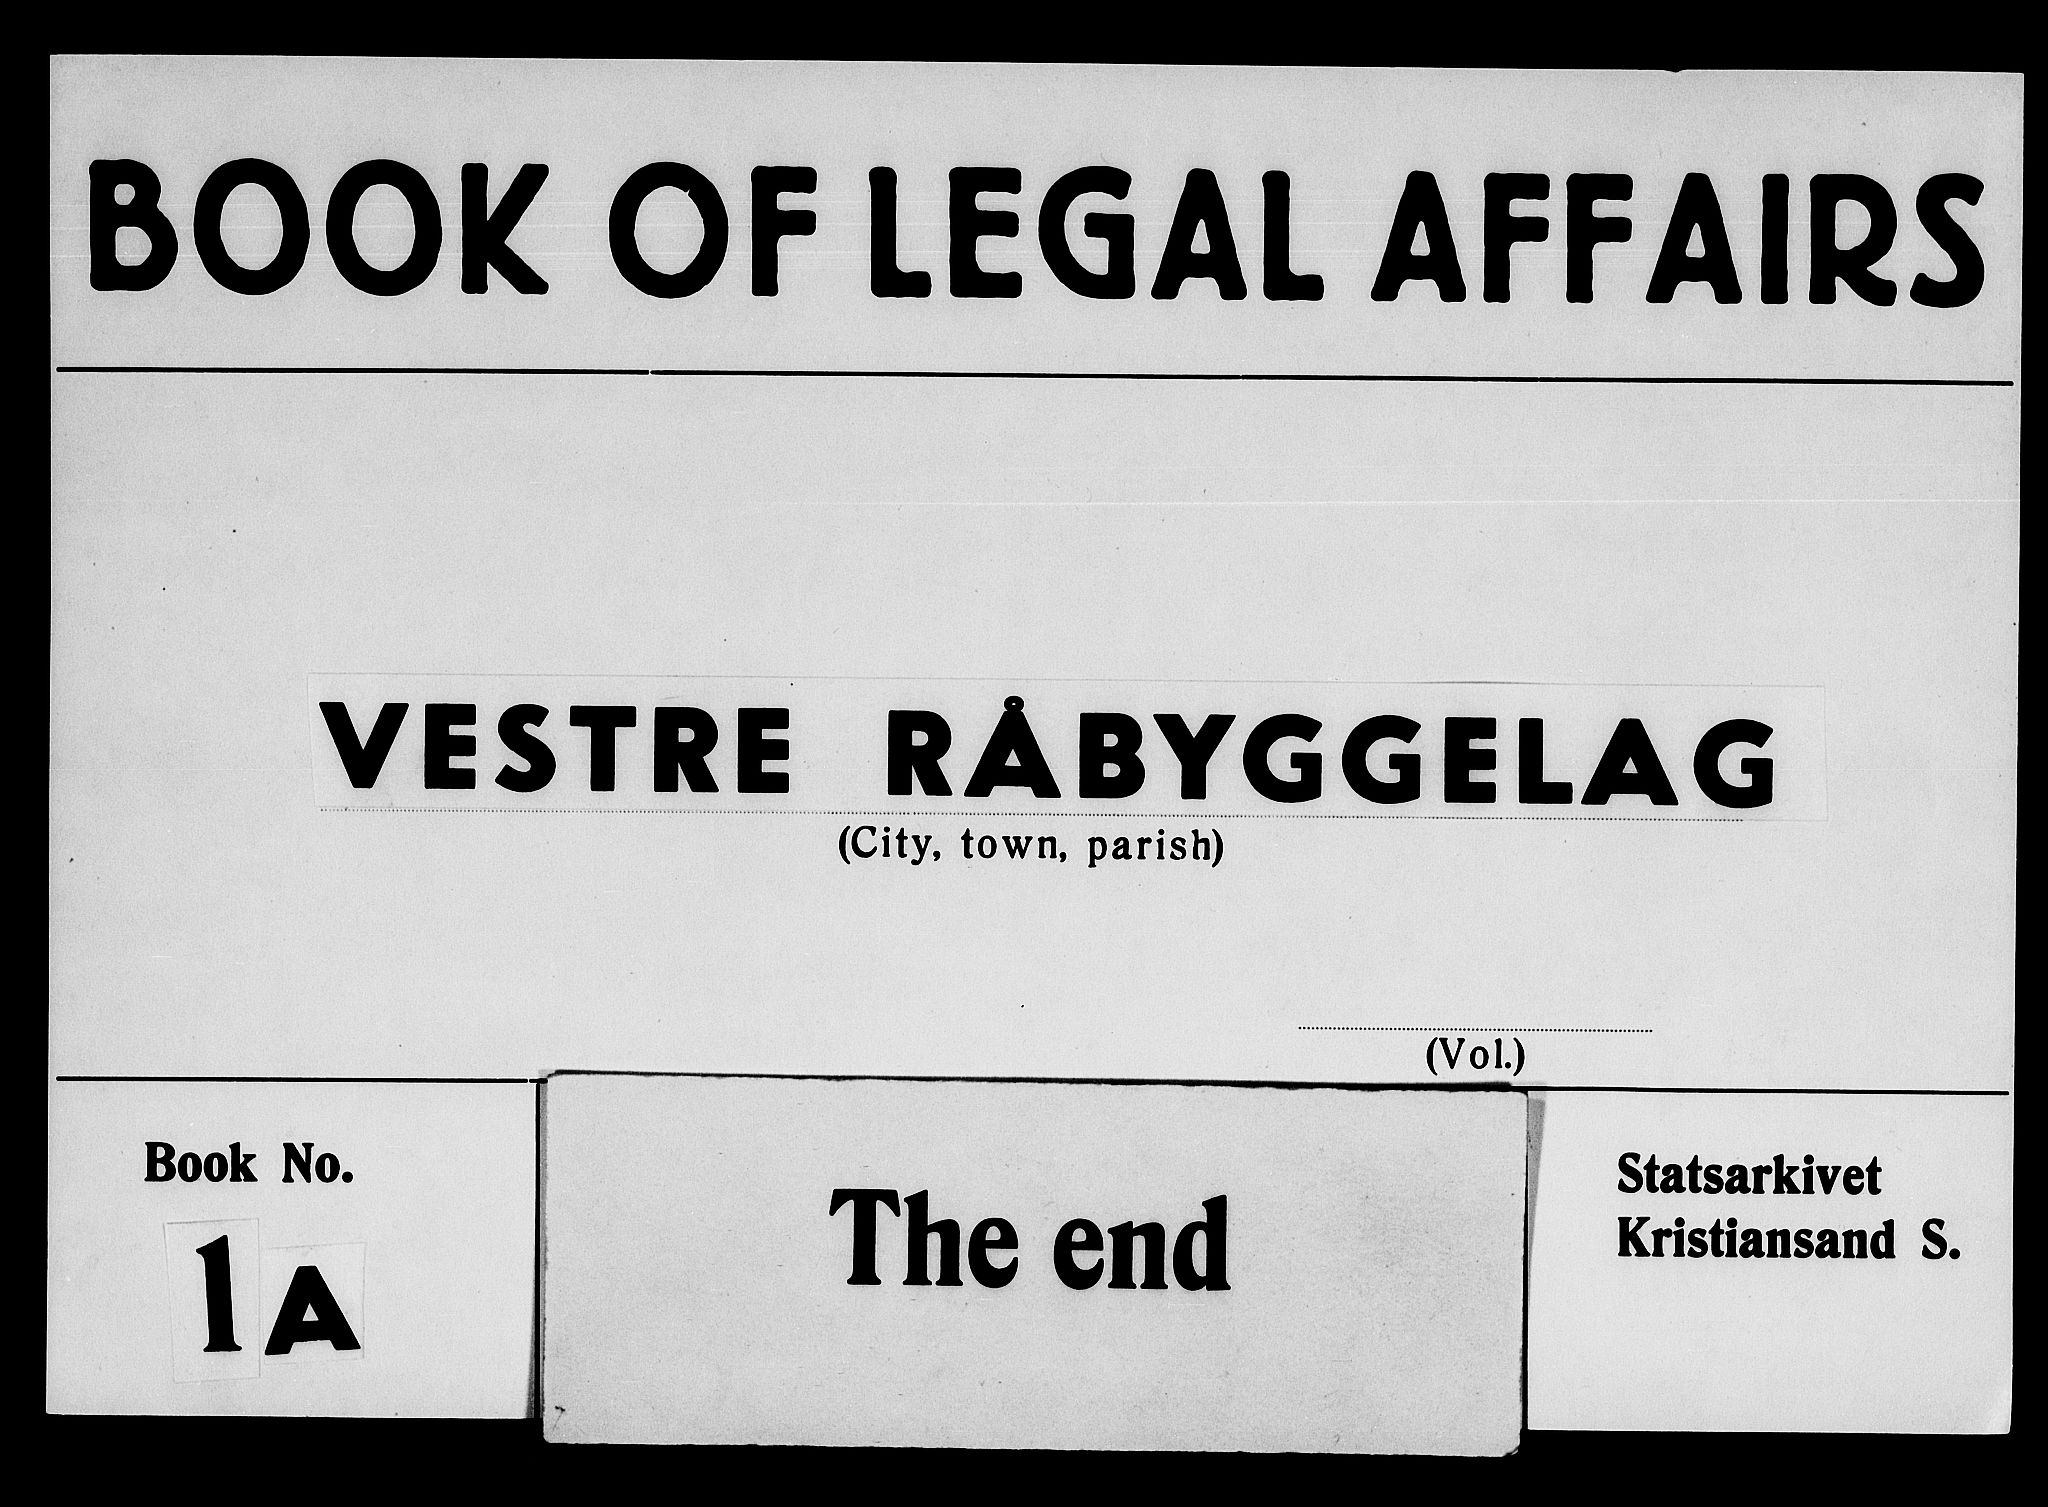 BOOK OF LEGAL AFFAIRS
VESTRE RÅBYGGELAG
(City, town, parish)
(Vol.)
Book No.
1A
The end
Statsarkivet
Kristiansand S.